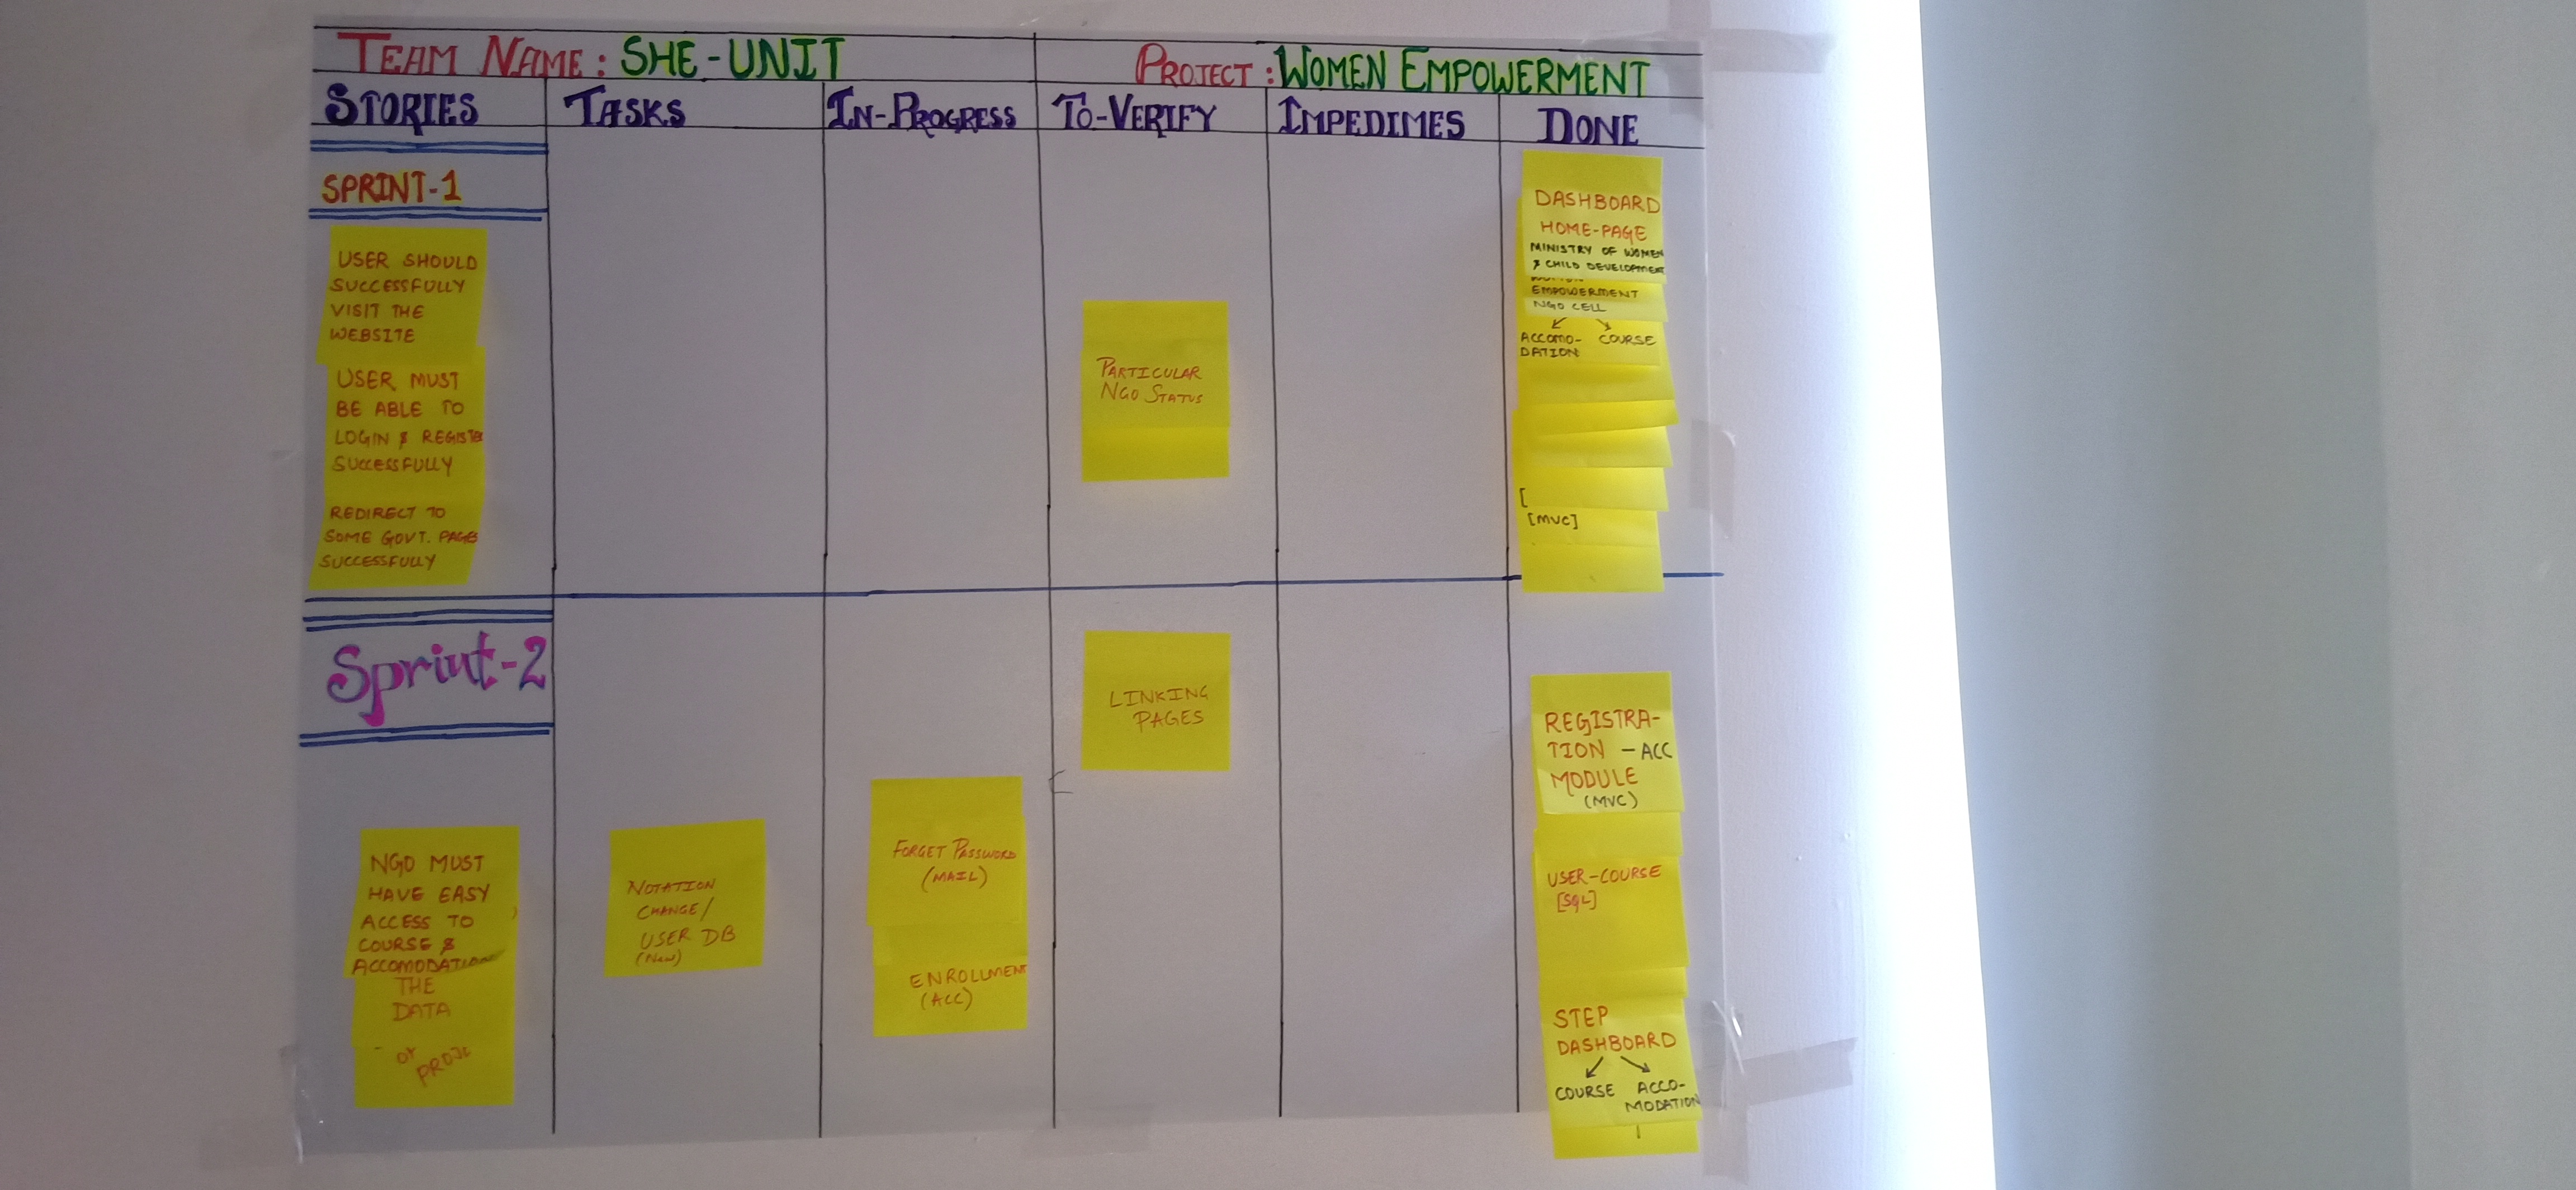 TEAM NAME: SHE-UNIT
PROJECT: WOMEN EMPOWERMENT
STORIES
TASKS
IN-PROGRESS
TO-VERIFY
IMPEDIMES
DONE
SPRINT-1
USER SHOULD
SUCCESSFULLY
VISIT THE
WEBSITE
USER MUST
BE ABLE TO
LOGIN & REGISTER
SUCCESSFULLY
REDIRECT TO
SOME GOVT. PAGES
SUCCESSFULLY
PARTICULAR
NGO STATUS
DASHBOARD
HOME-PAGE
MINISTRY OF WOMEN
& CHILD DEVELOPMENT
EMPOWERMENT
NGO CELL
ACCOMO- COURSE
DATION
[
[MVC]
Sprint-2
NGO MUST
HAVE EASY
ACCESS TO
COURSE &
ACCOMODATION
THE
DATA
OY
PROJE
NOTATION
CHANGE/
USER DB
(New)
FORGET PASSWORD
(MAIL)
ENROLLMENT
(ACC)
LINKING
PAGES
REGISTRA-
TION - ACC
MODULE
(MVC)
USER-COURSE
[SQL]
STEP
DASHBOARD
COURSE ACCO-
MODATION